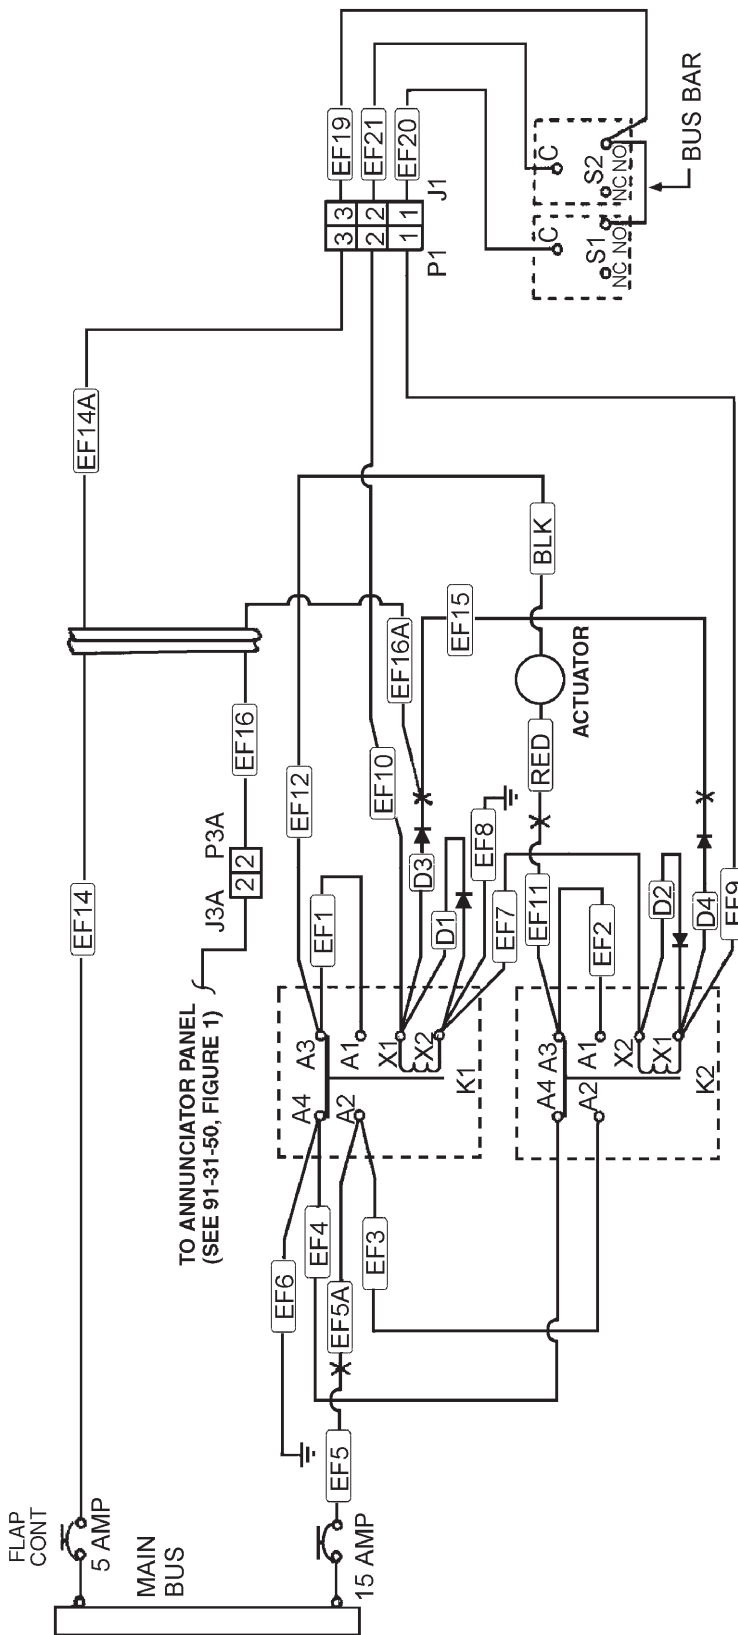 EF19
EF21
EF20
3 3
2 2
1 1
J1
P1
C
S2
NC NO
C
S1
NC NO
BUS BAR
EF14A
EF14
EF16
P3A
J3A
2 2
TO ANNUNCIATOR PANEL
(SEE 91-31-50, FIGURE 1)
EF12
EF16A
EF15
BLK
ACTUATOR
RED
EF10
EF8
D3
D1
EF7
EF1
EF11
EF2
D2
D4
EF9
A3
A4
A1
A2
X1
X2
K1
A3
A4
A1
A2
X2
X1
K2
EF6
EF4
EF5A
EF3
EF5
FLAP
CONT
5 AMP
MAIN
BUS
15 AMP